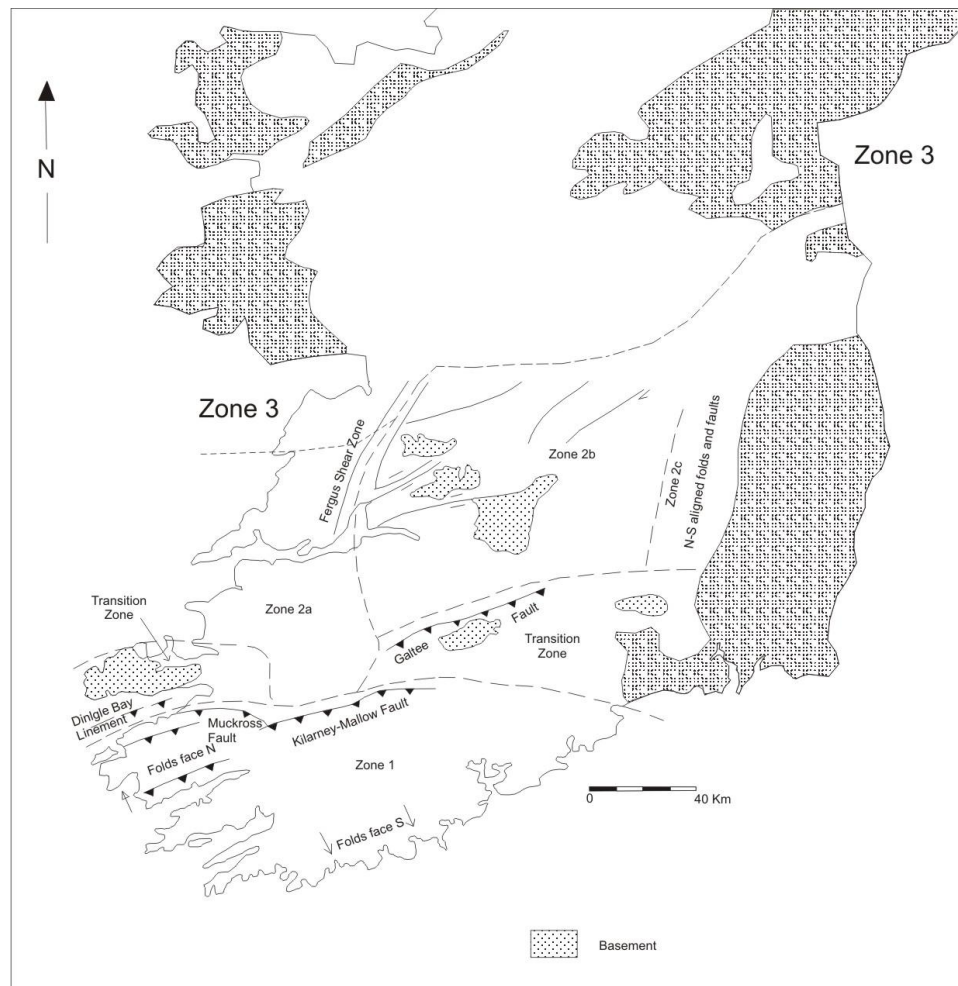 N
Zone 3
Zone 3
Fergus Shear Zone
Zone 2b
Zone 2c
N-S aligned folds and faults
Transition
Zone
Zone 2a
Galtee
Fault
Transition
Zone
Dinlgle Bay
Linement
Muckross
Fault
Kilarney-Mallow Fault
Folds face N
Zone 1
0
40 Km
Folds face S
Basement